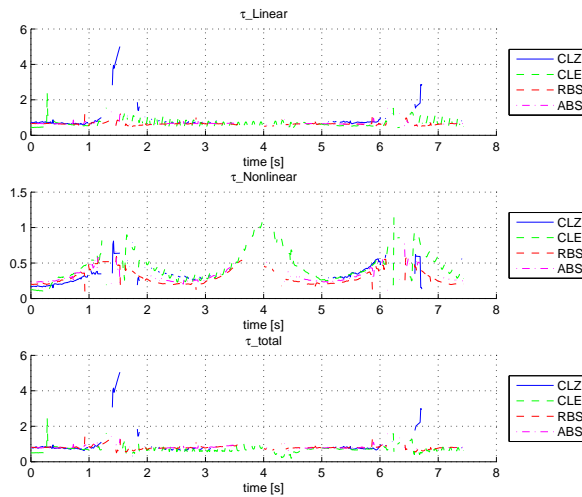 τ_Linear
6
4
2
0
0 1 2 3 4 5 6 7 8
time [s]
CLZ
CLE
RBS
ABS
τ_Nonlinear
1.5
1
0.5
0
0 1 2 3 4 5 6 7 8
time [s]
CLZ
CLE
RBS
ABS
τ_total
6
4
2
0
0 1 2 3 4 5 6 7 8
time [s]
CLZ
CLE
RBS
ABS